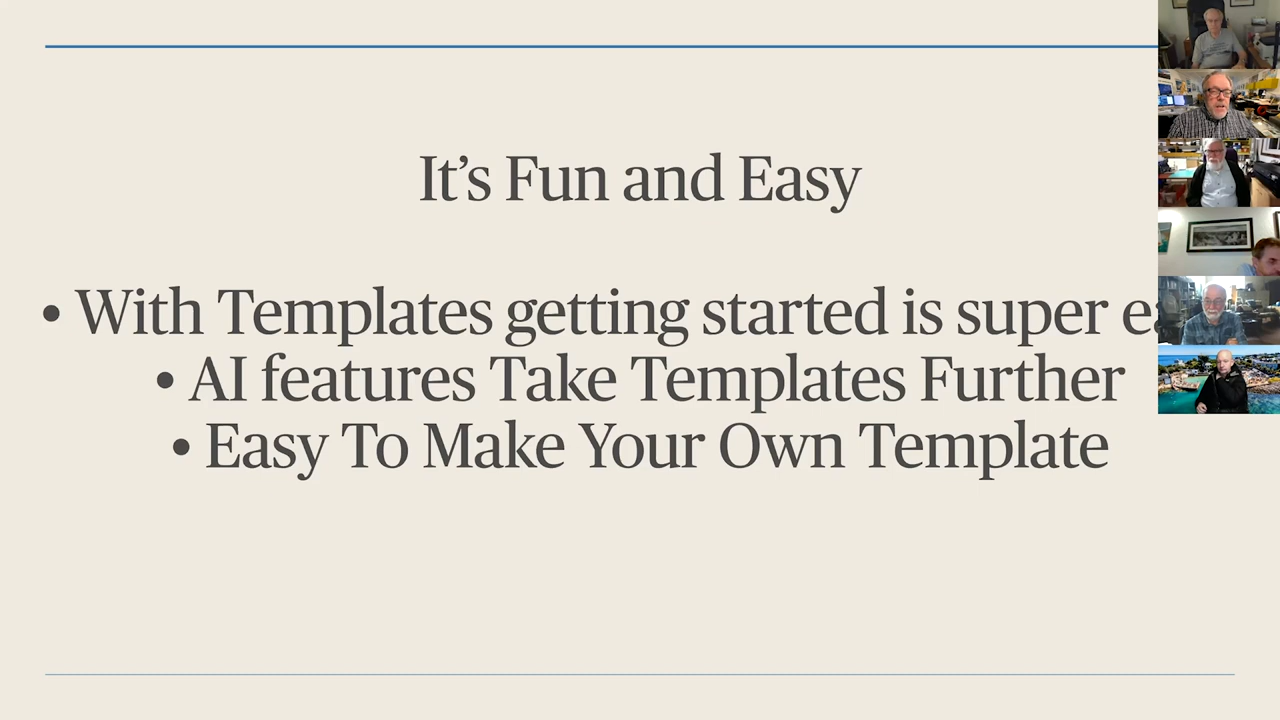 It’s Fun and Easy
• With Templates getting started is super
• AI features Take Templates Further
• Easy To Make Your Own Template